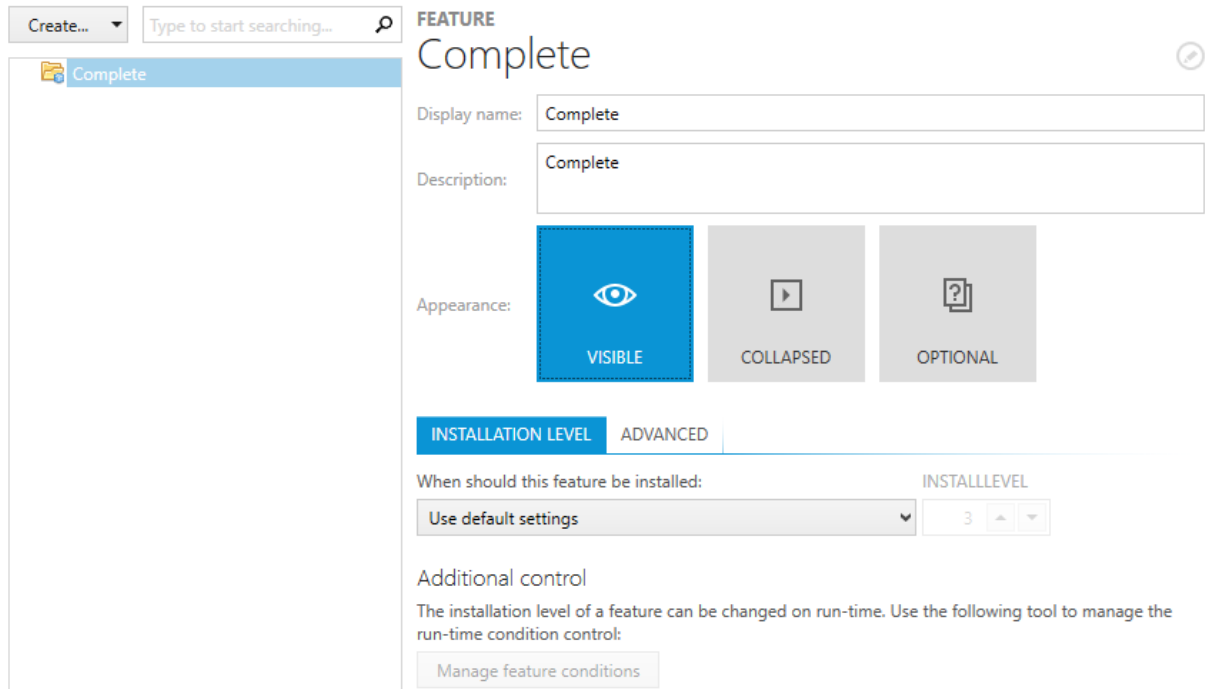 Create...
Type to start searching...
Complete
FEATURE
Complete
Display name:
Complete
Description:
Complete
Appearance:
VISIBLE
COLLAPSED
OPTIONAL
INSTALLATION LEVEL
ADVANCED
When should this feature be installed:
INSTALLLEVEL
Use default settings
3
Additional control
The installation level of a feature can be changed on run-time. Use the following tool to manage the
run-time condition control:
Manage feature conditions